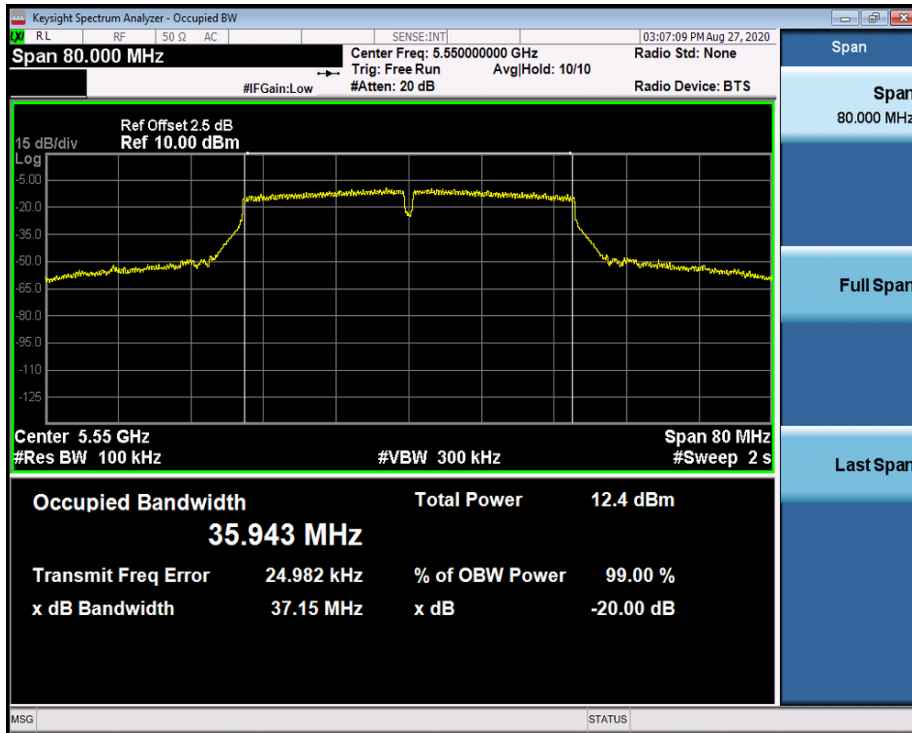 Keysight Spectrum Analyzer - Occupied BW
LXI RL RF 50 Ω AC SENSE:INT 03:07:09 PM Aug 27, 2020
Span 80.000 MHz
Center Freq: 5.550000000 GHz
Radio Std: None
Trig: Free Run Avg|Hold: 10/10
#IFGain:Low #Atten: 20 dB Radio Device: BTS
Ref Offset 2.5 dB
15 dB/div Ref 10.00 dBm
Log
-5.00
-20.0
-35.0
-50.0
-65.0
-80.0
-95.0
-110
-125
Center 5.55 GHz Span 80 MHz
#Res BW 100 kHz #VBW 300 kHz #Sweep 2 s
Occupied Bandwidth Total Power 12.4 dBm
35.943 MHz
Transmit Freq Error 24.982 kHz % of OBW Power 99.00 %
x dB Bandwidth 37.15 MHz x dB -20.00 dB
MSG STATUS
Span
Span
80.000 MHz
Full Span
Last Span